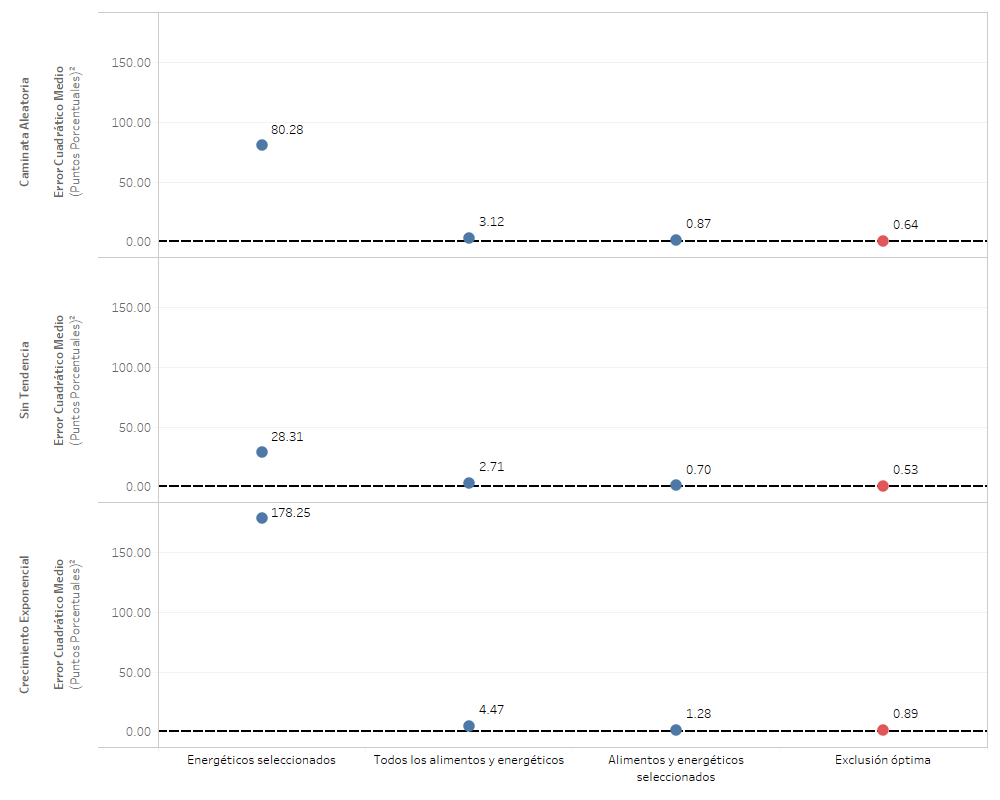 Caminata Aleatoria
Error Cuadrático Medio
(Puntos Porcentuales)²
150.00
100.00
50.00
0.00
80.28
3.12
0.87
0.64
Sin Tendencia
Error Cuadrático Medio
(Puntos Porcentuales)²
150.00
100.00
50.00
0.00
28.31
2.71
0.70
0.53
Crecimiento Exponencial
Error Cuadrático Medio
(Puntos Porcentuales)²
150.00
100.00
50.00
0.00
178.25
4.47
1.28
0.89
Energéticos seleccionados
Todos los alimentos y energéticos
Alimentos y energéticos
seleccionados
Exclusión óptima